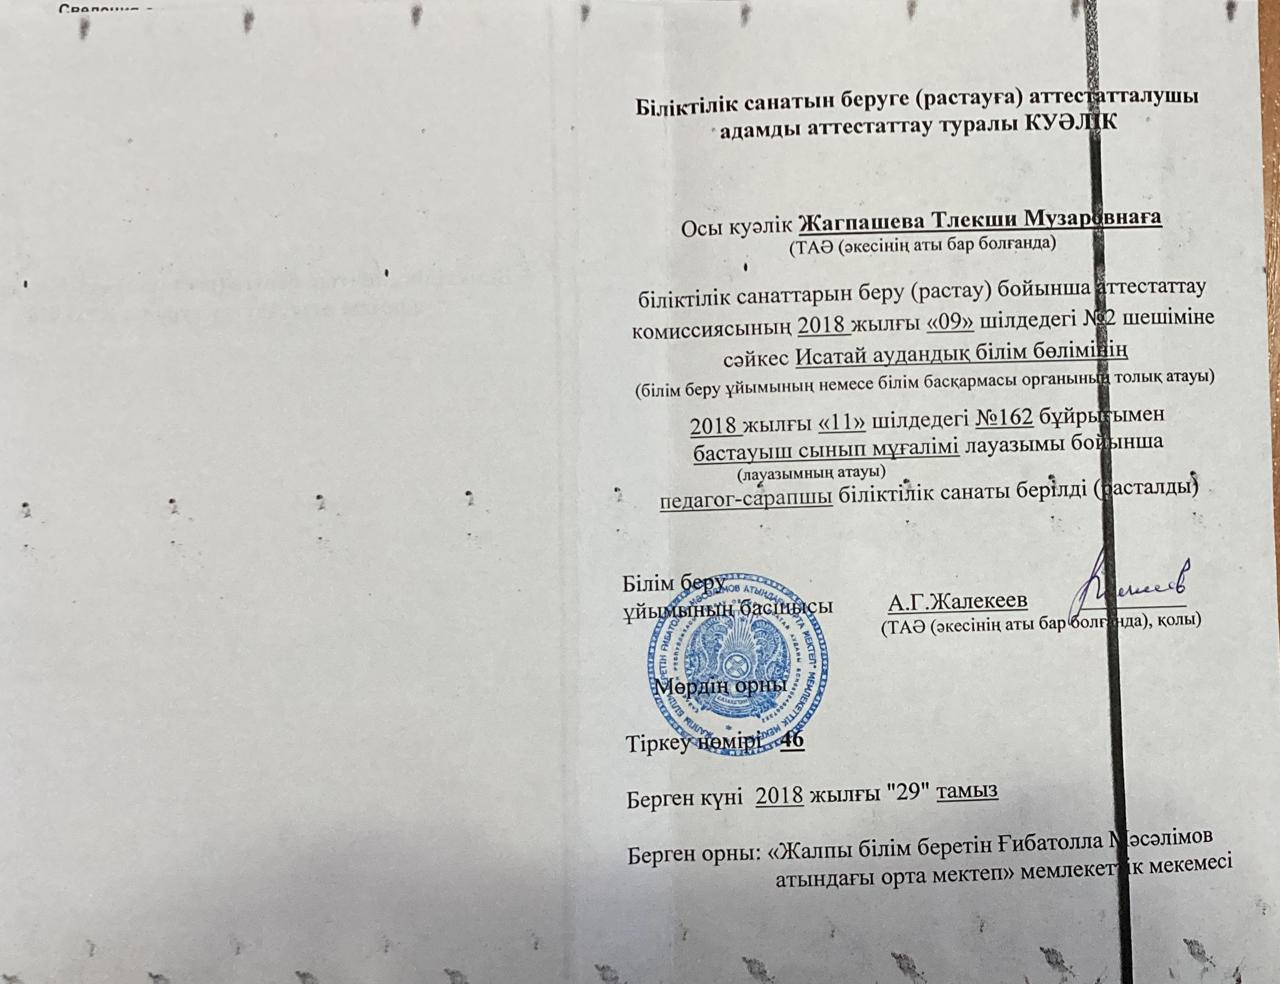 Біліктілік санатын беруге (растауға) аттестатталушы
адамды аттестаттау туралы КУӘЛІК
Осы куәлік Жагпашева Тлекши Музаровнаға
(ТАӘ (әкесінің аты бар болғанда)
біліктілік санаттарын беру (растау) бойынша аттестаттау
комиссиясының 2018 жылғы «09» шілдедегі №2 шешіміне
сәйкес Исатай аудандық білім бөлімінің
(білім беру ұйымының немесе білім басқармасы органының толық атауы)
2018 жылғы «11» шілдедегі №162 бұйрығымен
бастауыш сынып мұғалімі лауазымы бойынша
(лауазымның атауы)
педагог-сарапшы біліктілік санаты берілді (расталды)
Білім беру
ұйымының басшысы
А.Г.Жалекеев
(ТАӘ (әкесінің аты бар болғанда), қолы)
Мөрдің орны
Тіркеу нөмірі 46
Берген күні 2018 жылғы "29" тамыз
Берген орны: «Жалпы білім беретін Ғибатолла Мәсәлімов
атындағы орта мектеп» мемлекеттік мекемесі